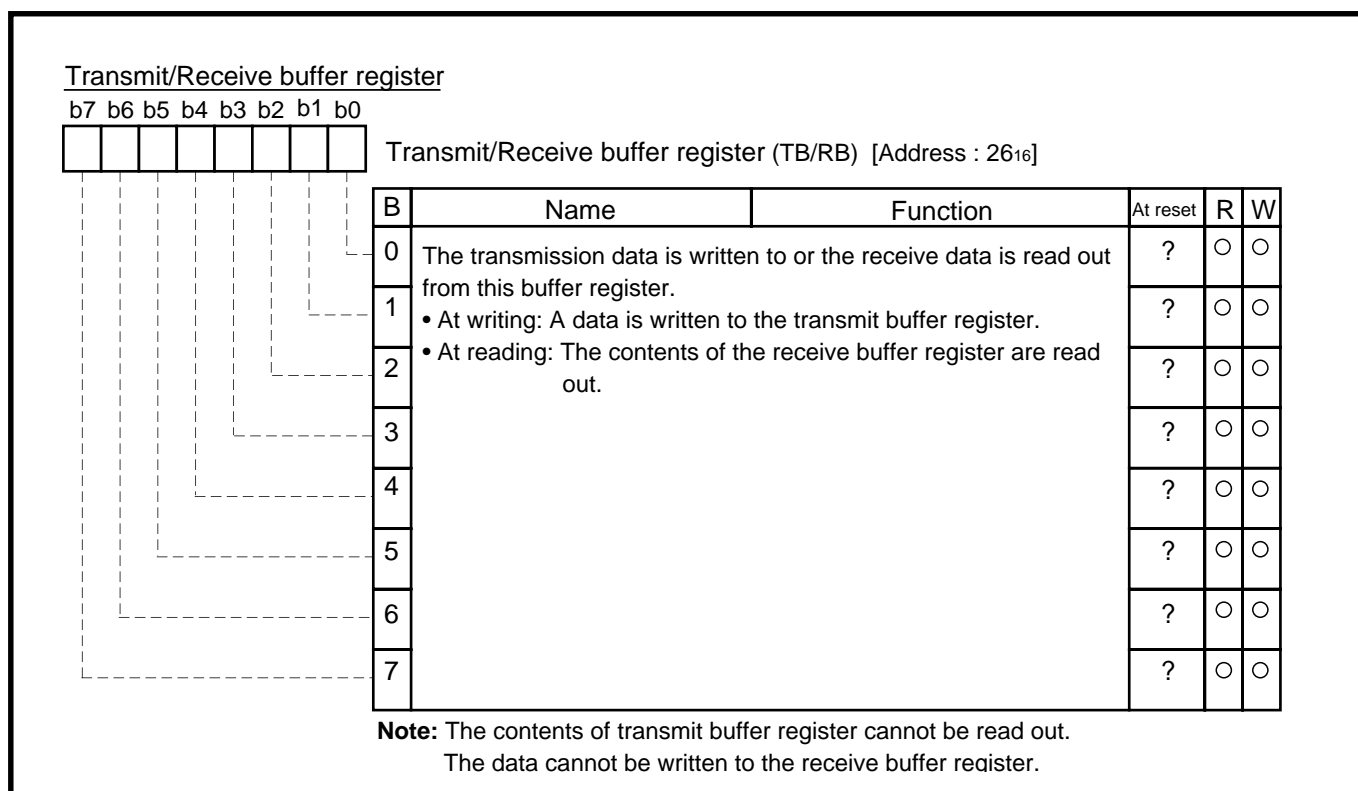 Transmit/Receive buffer register
b7 b6 b5 b4 b3 b2 b1 b0
Transmit/Receive buffer register (TB/RB) [Address : 26₁₆]
B Name Function At reset R W
0 The transmission data is written to or the receive data is read out ? ○ ○
from this buffer register.
1 • At writing: A data is written to the transmit buffer register. ? ○ ○
• At reading: The contents of the receive buffer register are read
2 out. ? ○ ○
3 ? ○ ○
4 ? ○ ○
5 ? ○ ○
6 ? ○ ○
7 ? ○ ○
Note: The contents of transmit buffer register cannot be read out.
The data cannot be written to the receive buffer register.